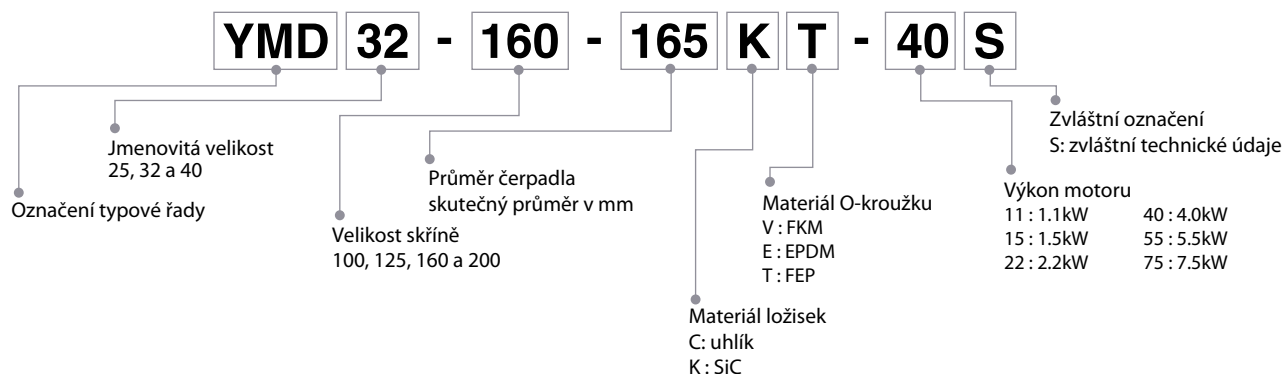 YMD 32 - 160 - 165 K T - 40 S
Označení typové řady
Jmenovitá velikost
25, 32 a 40
Velikost skříně
100, 125, 160 a 200
Průměr čerpadla
skutečný průměr v mm
Materiál ložisek
C: uhlík
K : SiC
Materiál O-kroužku
V : FKM
E : EPDM
T : FEP
Výkon motoru
11 : 1.1kW 40 : 4.0kW
15 : 1.5kW 55 : 5.5kW
22 : 2.2kW 75 : 7.5kW
Zvláštní označení
S: zvláštní technické údaje